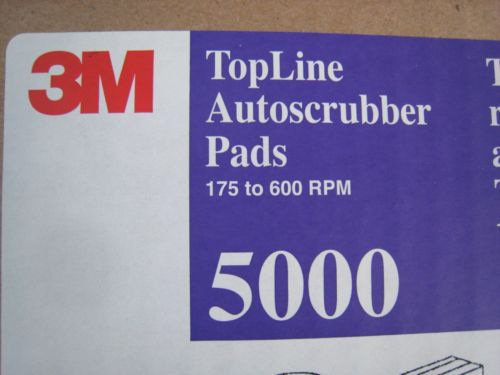 3M
TopLine
Autoscrubber
Pads
175 to 600 RPM
5000